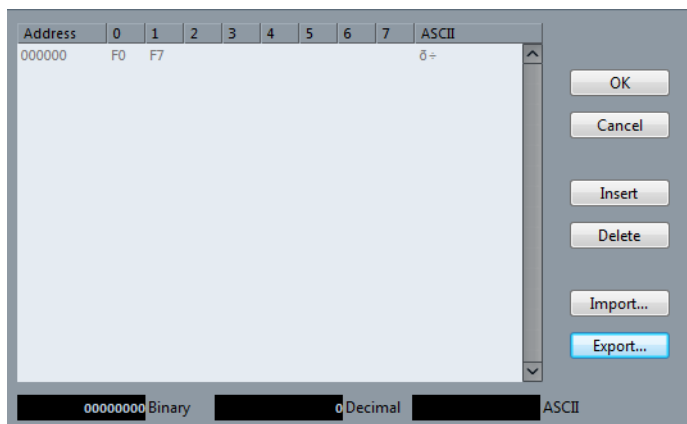 Address 0 1 2 3 4 5 6 7 ASCII
000000 F0 F7 ð÷
OK
Cancel
Insert
Delete
Import...
Export...
00000000 Binary 0 Decimal ASCII